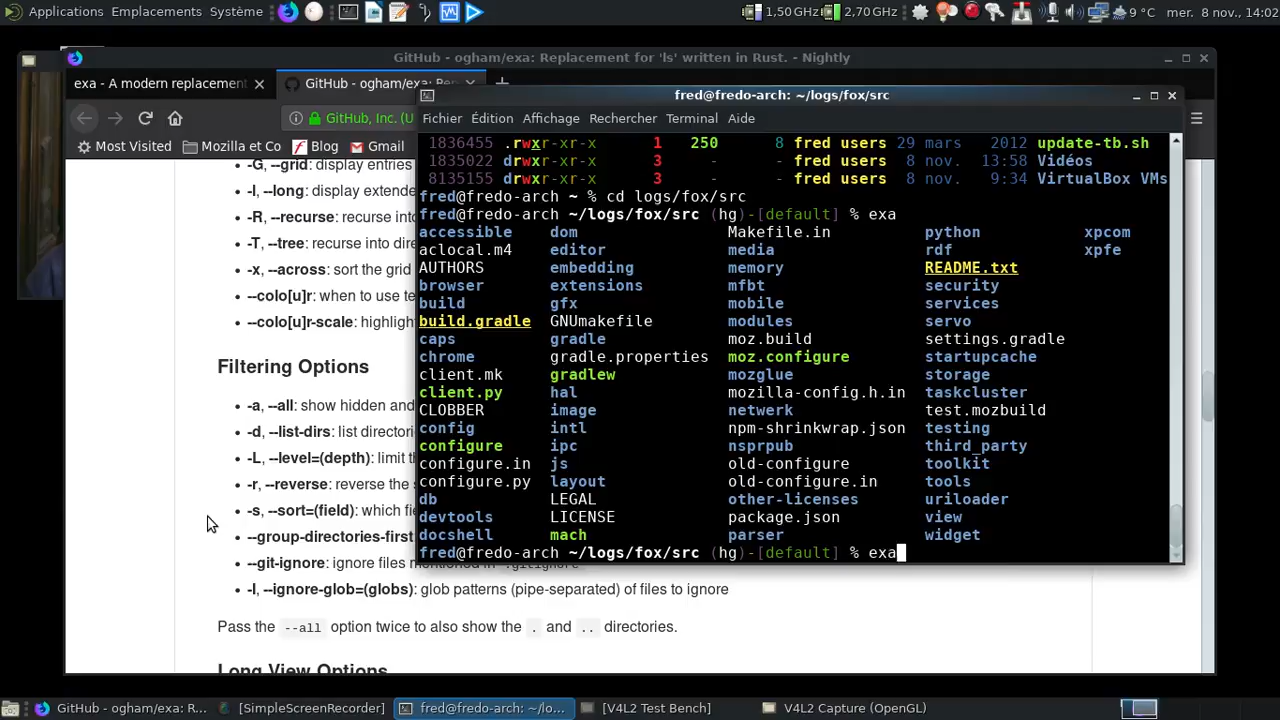 Applications Emplacements Système 1,50 GHz 2,70 GHz 9 °C mer. 8 nov., 14:02
GitHub - ogham/exa: Replacement for 'ls' written in Rust. - Nightly
exa - A modern replacement
GitHub - ogham/exa: Re
GitHub, Inc. (U
Most Visited Mozilla et Co Blog Gmail
-G, --grid: display entries
-l, --long: display extende
-R, --recurse: recurse into
-T, --tree: recurse into dire
-x, --across: sort the grid
--colo[u]r: when to use te
--colo[u]r-scale: highlight
Filtering Options
-a, --all: show hidden and
-d, --list-dirs: list directori
-L, --level=(depth): limit th
-r, --reverse: reverse the s
-s, --sort=(field): which fie
--group-directories-first
--git-ignore: ignore files mentioned in .gitignore
-I, --ignore-glob=(globs): glob patterns (pipe-separated) of files to ignore
Pass the --all option twice to also show the . and .. directories.
Long View Options
fred@fredo-arch: ~/logs/fox/src
Fichier Édition Affichage Rechercher Terminal Aide
1836455 .rwxr-xr-x 1 250 8 fred users 29 mars 2012 update-tb.sh
1835022 drwxr-xr-x 3 - - fred users 8 nov. 13:58 Vidéos
8135155 drwxr-xr-x 3 - - fred users 8 nov. 9:34 VirtualBox VMs
fred@fredo-arch ~ % cd logs/fox/src
fred@fredo-arch ~/logs/fox/src (hg)-[default] % exa
accessible dom Makefile.in python xpcom
aclocal.m4 editor media rdf xpfe
AUTHORS embedding memory README.txt
browser extensions mfbt security
build gfx mobile services
build.gradle GNUmakefile modules servo
caps gradle moz.build settings.gradle
chrome gradle.properties moz.configure startupcache
client.mk gradlew mozglue storage
client.py hal mozilla-config.h.in taskcluster
CLOBBER image netwerk test.mozbuild
config intl npm-shrinkwrap.json testing
configure ipc nsprpub third_party
configure.in js old-configure toolkit
configure.py layout old-configure.in tools
db LEGAL other-licenses uriloader
devtools LICENSE package.json view
docshell mach parser widget
fred@fredo-arch ~/logs/fox/src (hg)-[default] % exa
GitHub - ogham/exa: R... [SimpleScreenRecorder] fred@fredo-arch: ~/lo... [V4L2 Test Bench] V4L2 Capture (OpenGL)